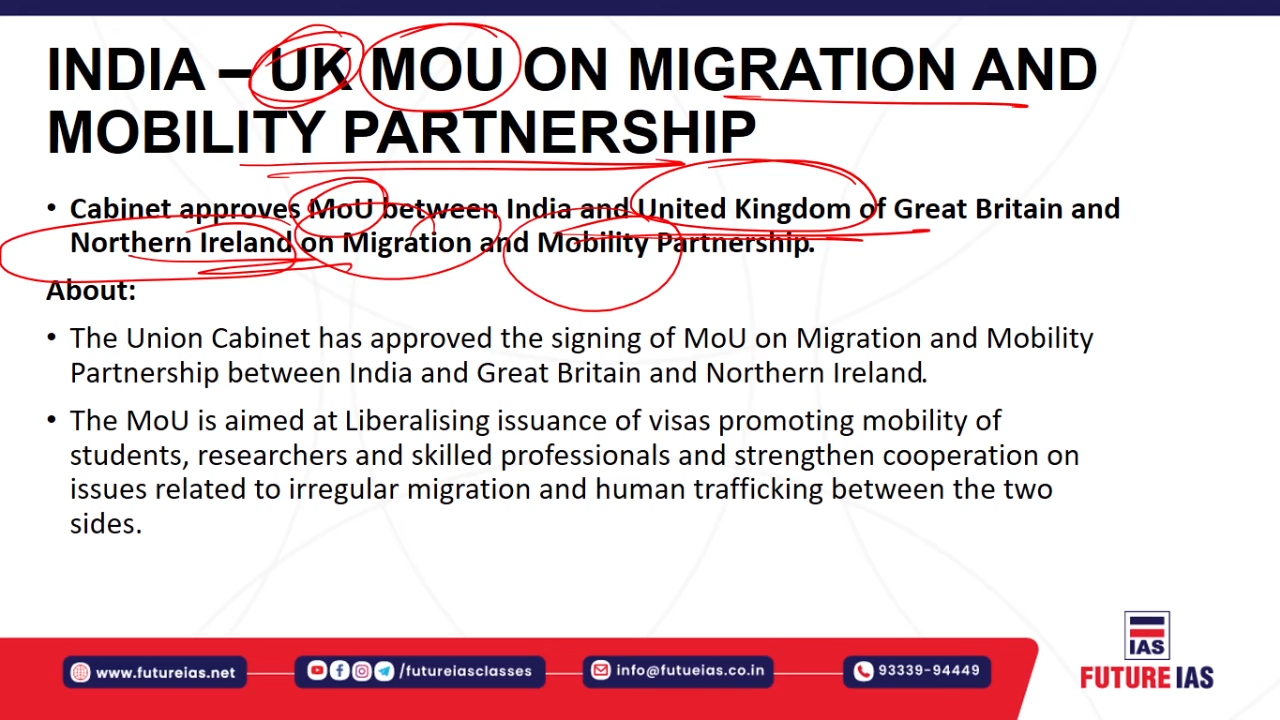 INDIA – UK MOU ON MIGRATION AND
MOBILITY PARTNERSHIP
• Cabinet approves MoU between India and United Kingdom of Great Britain and
Northern Ireland on Migration and Mobility Partnership.
About:
• The Union Cabinet has approved the signing of MoU on Migration and Mobility
Partnership between India and Great Britain and Northern Ireland.
• The MoU is aimed at Liberalising issuance of visas promoting mobility of
students, researchers and skilled professionals and strengthen cooperation on
issues related to irregular migration and human trafficking between the two
sides.
IAS
FUTURE IAS
www.futureias.net
/futureiasclasses
info@futueias.co.in
93339-94449